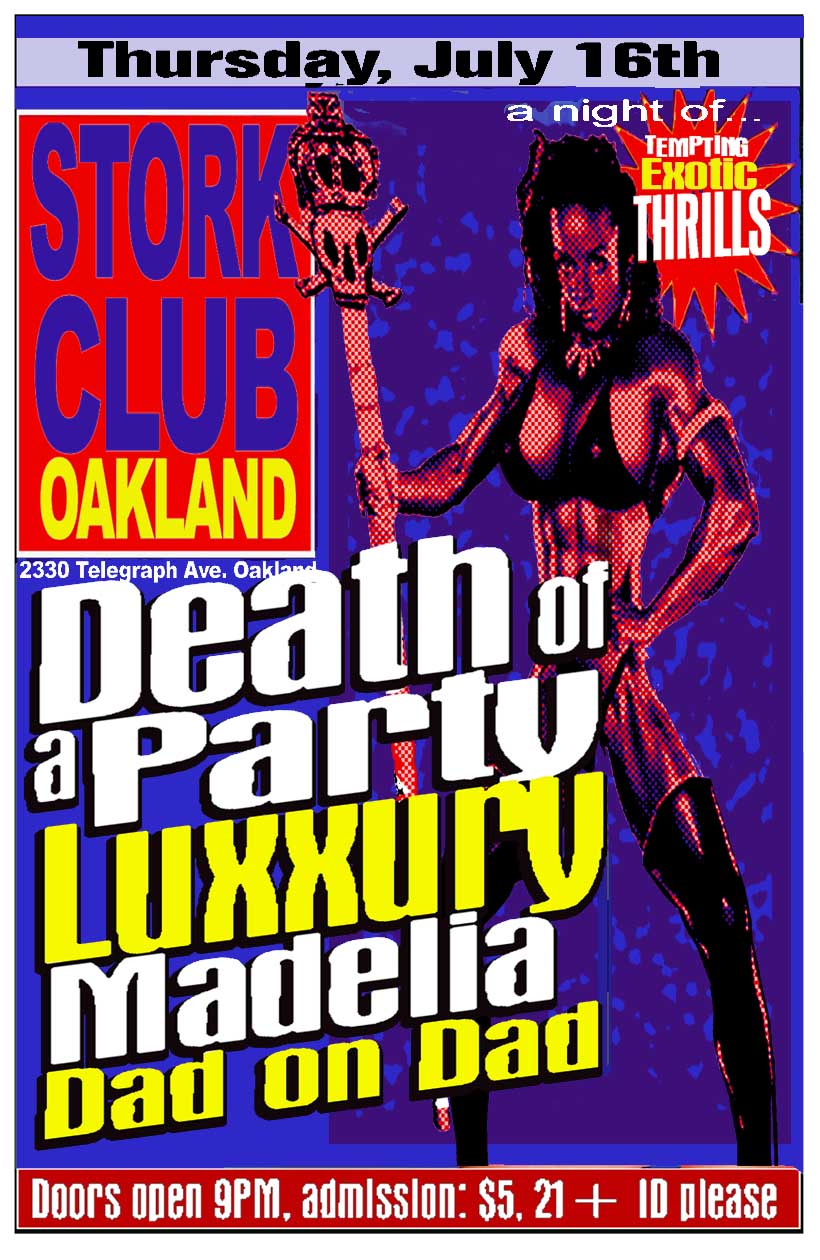 Thursday, July 16th
a night of...
TEMPTING
Exotic
THRILLS
STORK
CLUB
OAKLAND
2330 Telegraph Ave. Oakland
Death of
a Party
Luxxury
Madelia
Dad on Dad
Doors open 9PM, admission: $5, 21+ ID please